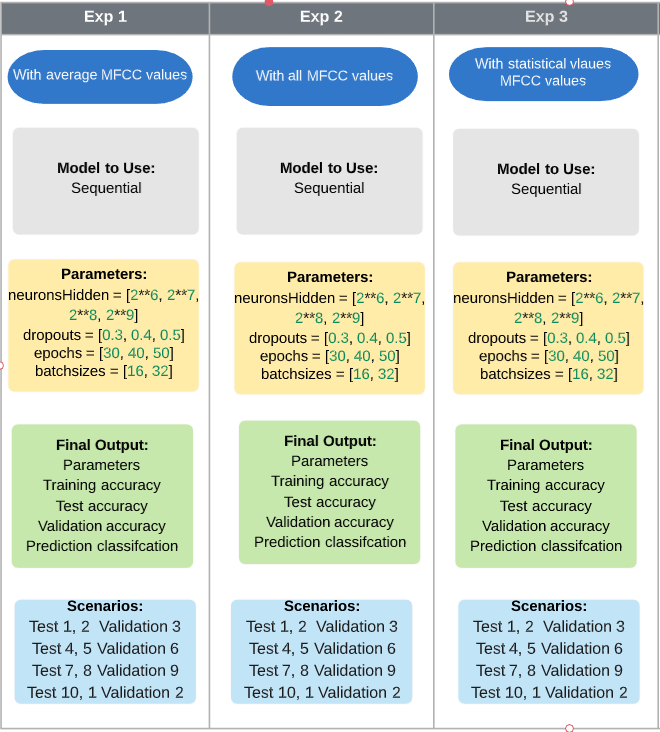 Exp 1
With average MFCC values
Model to Use:
Sequential
Parameters:
neuronsHidden = [2**6, 2**7,
2**8, 2**9]
dropouts = [0.3, 0.4, 0.5]
epochs = [30, 40, 50]
batchsizes = [16, 32]
Final Output:
Parameters
Training accuracy
Test accuracy
Validation accuracy
Prediction classifcation
Scenarios:
Test 1, 2  Validation 3
Test 4, 5 Validation 6
Test 7, 8 Validation 9
Test 10, 1 Validation 2
Exp 2
With all MFCC values
Model to Use:
Sequential
Parameters:
neuronsHidden = [2**6, 2**7,
2**8, 2**9]
dropouts = [0.3, 0.4, 0.5]
epochs = [30, 40, 50]
batchsizes = [16, 32]
Final Output:
Parameters
Training accuracy
Test accuracy
Validation accuracy
Prediction classifcation
Scenarios:
Test 1, 2  Validation 3
Test 4, 5 Validation 6
Test 7, 8 Validation 9
Test 10, 1 Validation 2
Exp 3
With statistical vlaues
MFCC values
Model to Use:
Sequential
Parameters:
neuronsHidden = [2**6, 2**7,
2**8, 2**9]
dropouts = [0.3, 0.4, 0.5]
epochs = [30, 40, 50]
batchsizes = [16, 32]
Final Output:
Parameters
Training accuracy
Test accuracy
Validation accuracy
Prediction classifcation
Scenarios:
Test 1, 2  Validation 3
Test 4, 5 Validation 6
Test 7, 8 Validation 9
Test 10, 1 Validation 2